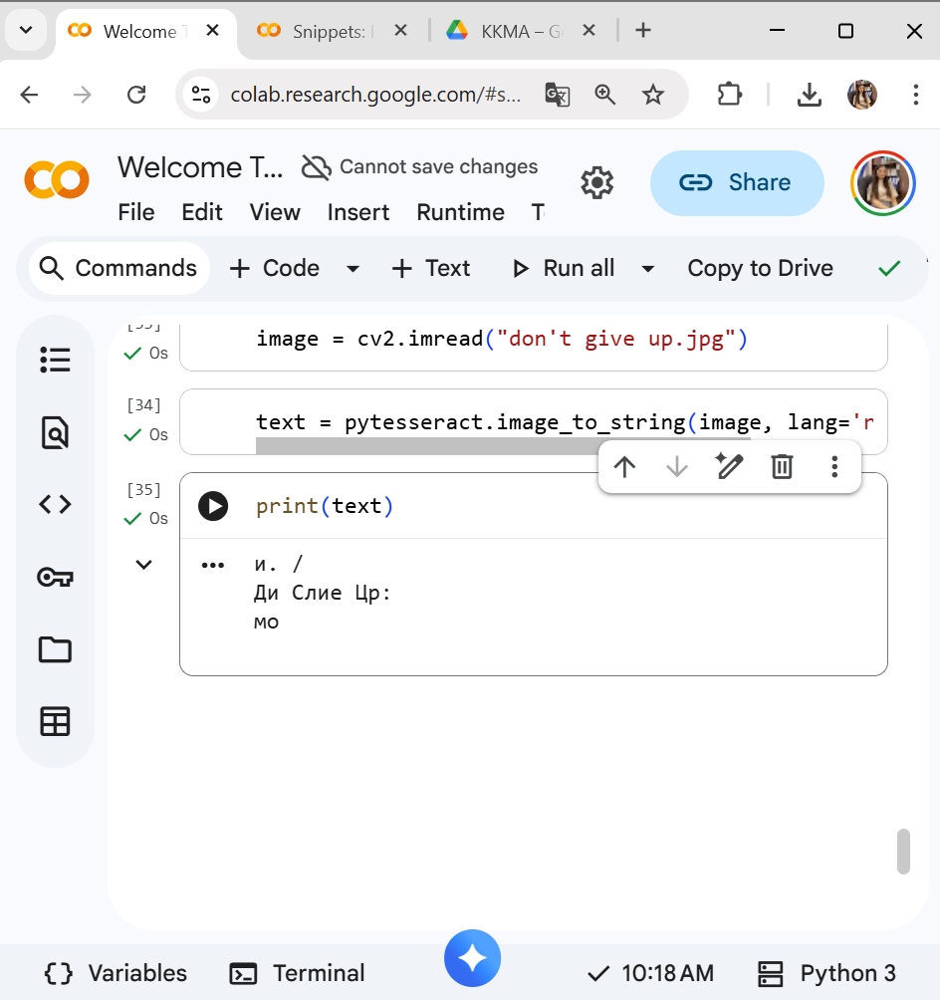 Welcome T
Snippets:
KKMA – G
colab.research.google.com/#s...
Welcome T...
Cannot save changes
Share
File Edit View Insert Runtime T
Commands + Code + Text Run all Copy to Drive
0s
image = cv2.imread("don't give up.jpg")
[34]
0s
text = pytesseract.image_to_string(image, lang='r
[35]
0s
print(text)
и. /
Ди Слие Цр:
мо
{} Variables Terminal 10:18 AM Python 3